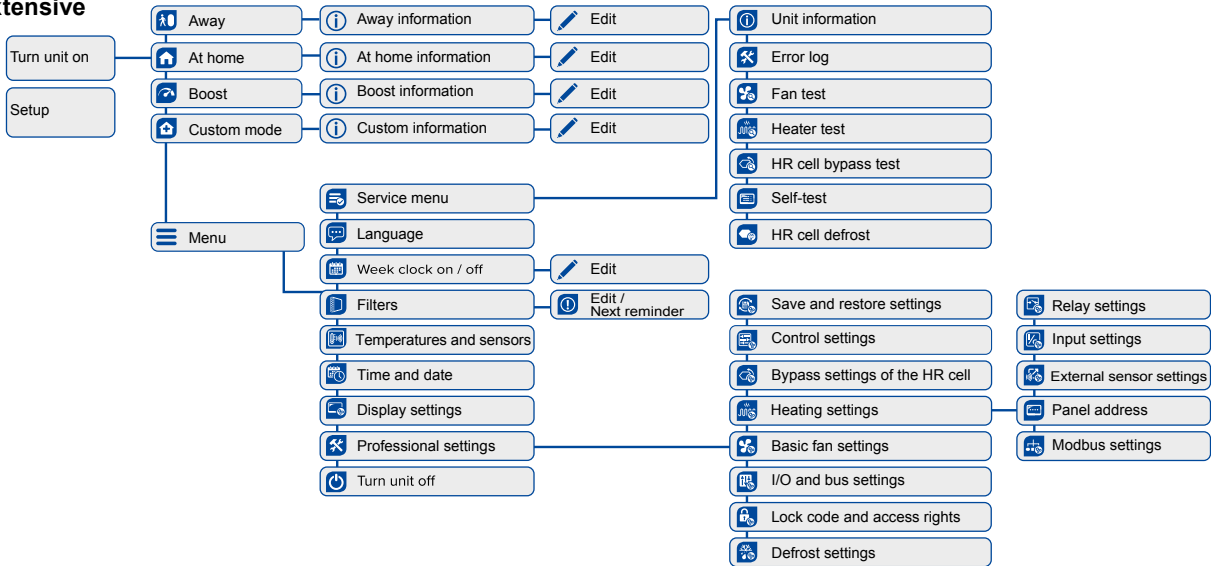 xtensive
Turn unit on
Setup
Away
At home
Boost
Custom mode
Menu
Away information
At home information
Boost information
Custom information
Edit
Edit
Edit
Edit
Service menu
Language
Week clock on / off
Filters
Temperatures and sensors
Time and date
Display settings
Professional settings
Turn unit off
Edit
Edit /
Next reminder
Unit information
Error log
Fan test
Heater test
HR cell bypass test
Self-test
HR cell defrost
Save and restore settings
Control settings
Bypass settings of the HR cell
Heating settings
Basic fan settings
I/O and bus settings
Lock code and access rights
Defrost settings
Relay settings
Input settings
External sensor settings
Panel address
Modbus settings